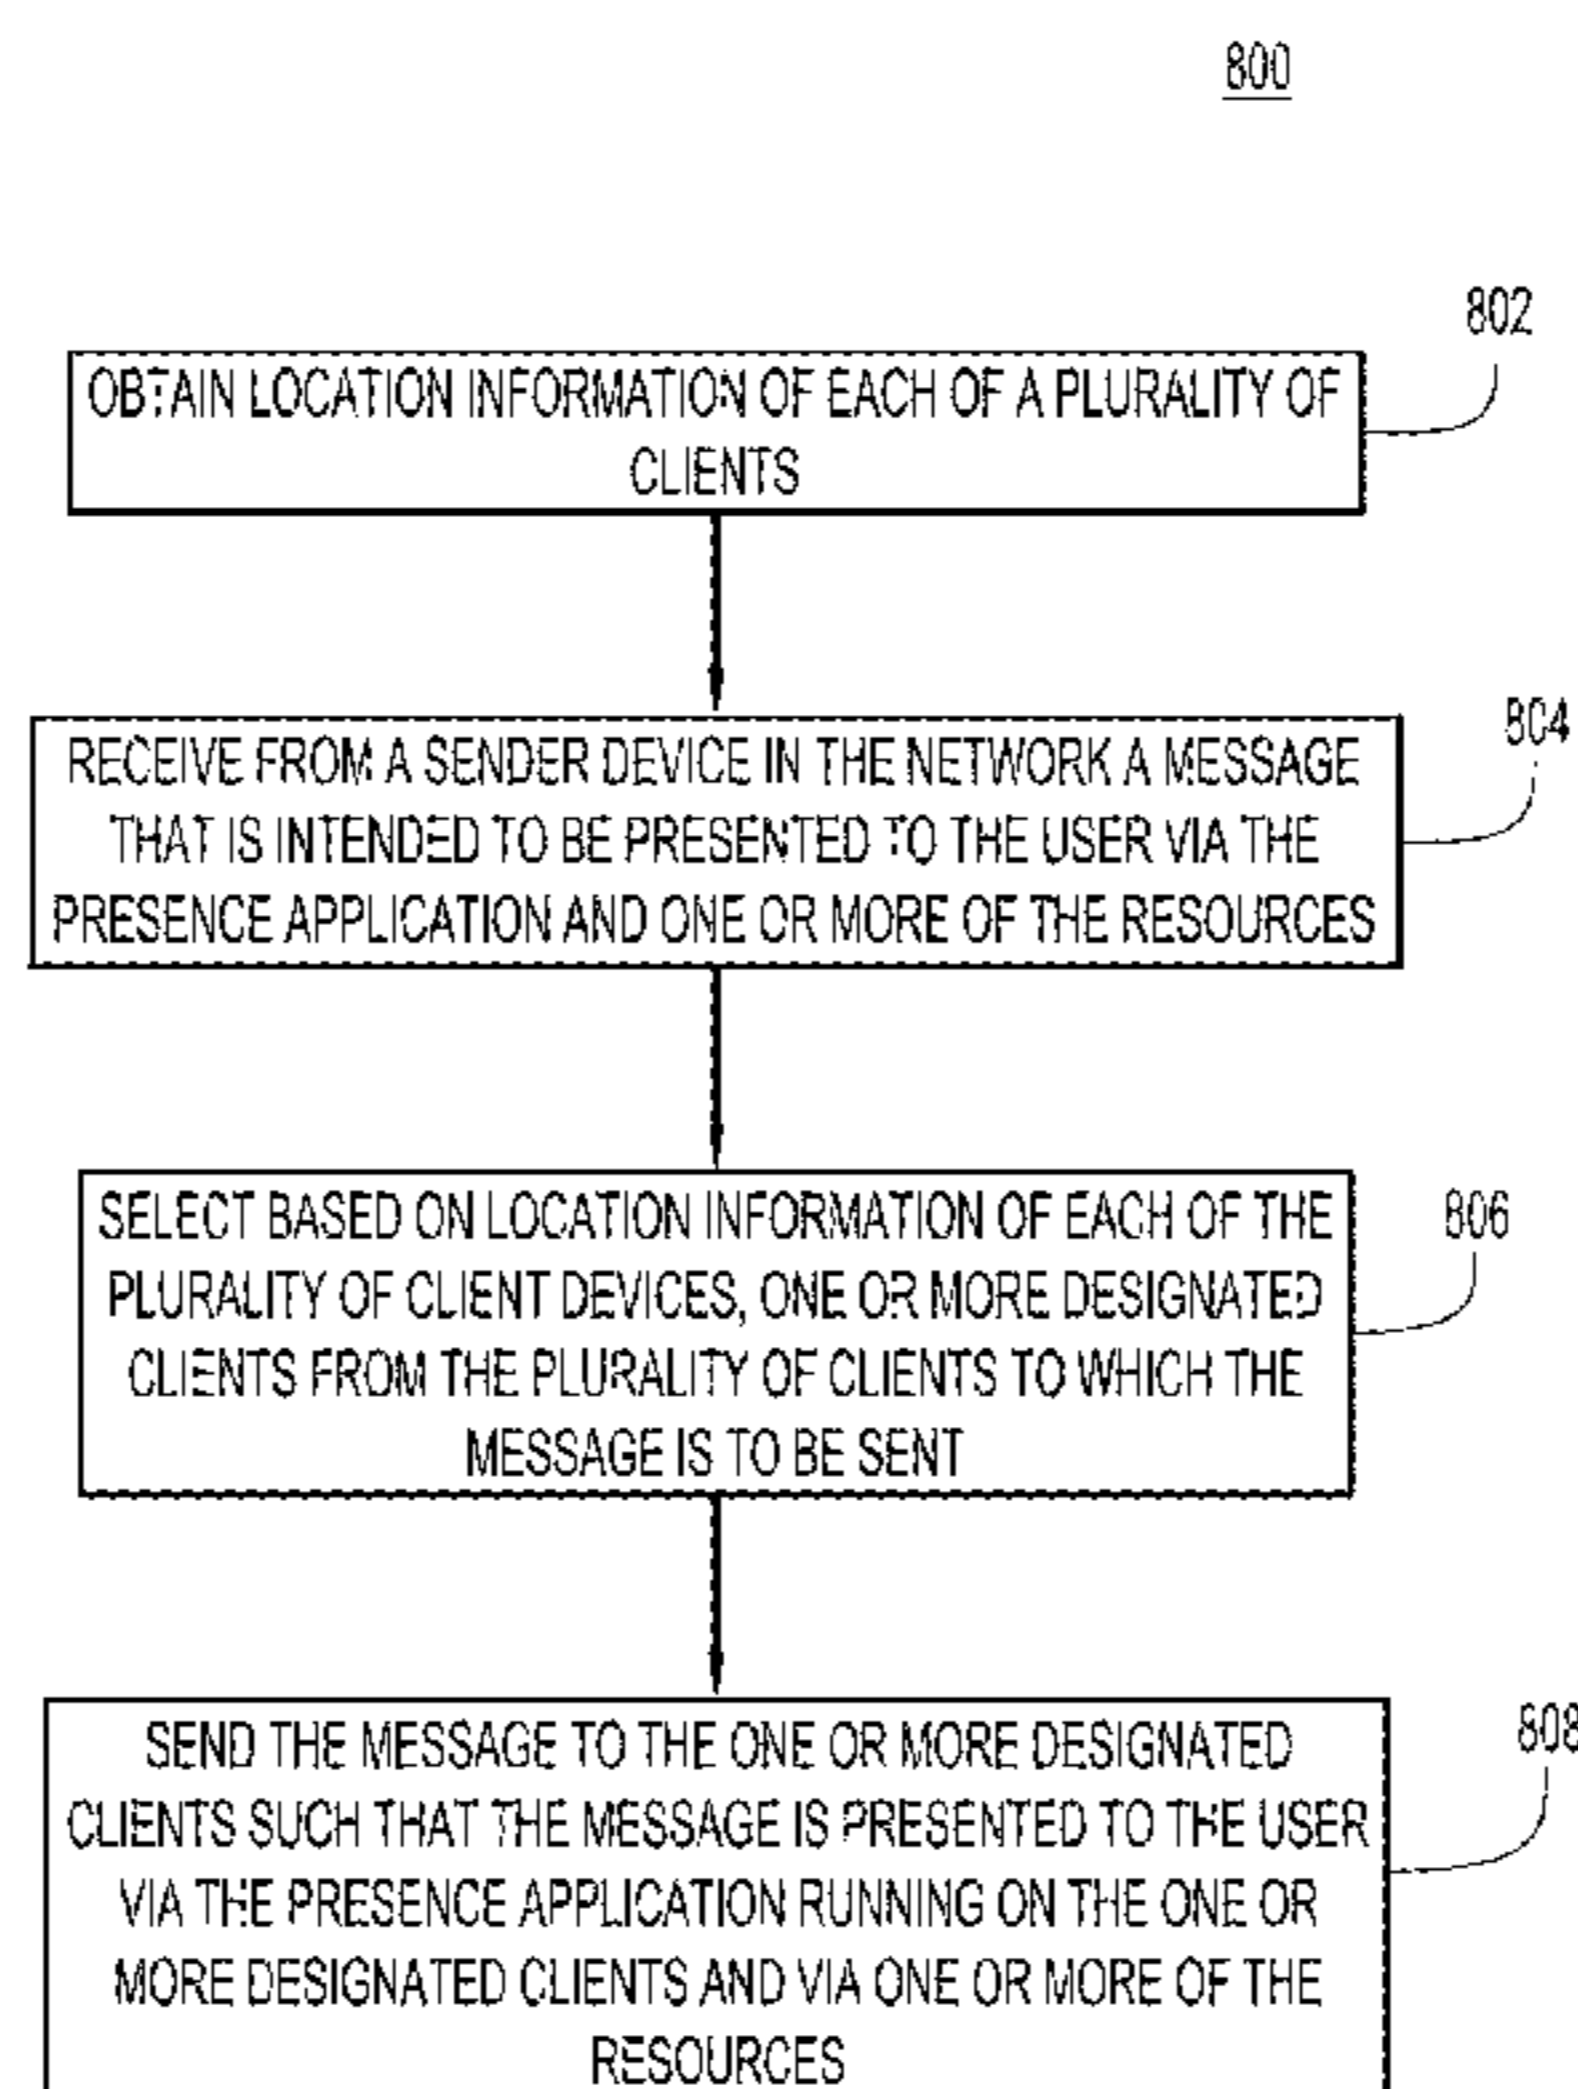 800
802
OBTAIN LOCATION INFORMATION OF EACH OF A PLURALITY OF
CLIENTS
804
RECEIVE FROM A SENDER DEVICE IN THE NETWORK A MESSAGE
THAT IS INTENDED TO BE PRESENTED TO THE USER VIA THE
PRESENCE APPLICATION AND ONE OR MORE OF THE RESOURCES
806
SELECT BASED ON LOCATION INFORMATION OF EACH OF THE
PLURALITY OF CLIENT DEVICES, ONE OR MORE DESIGNATED
CLIENTS FROM THE PLURALITY OF CLIENTS TO WHICH THE
MESSAGE IS TO BE SENT
808
SEND THE MESSAGE TO THE ONE OR MORE DESIGNATED
CLIENTS SUCH THAT THE MESSAGE IS PRESENTED TO THE USER
VIA THE PRESENCE APPLICATION RUNNING ON THE ONE OR
MORE DESIGNATED CLIENTS AND VIA ONE OR MORE OF THE
RESOURCES